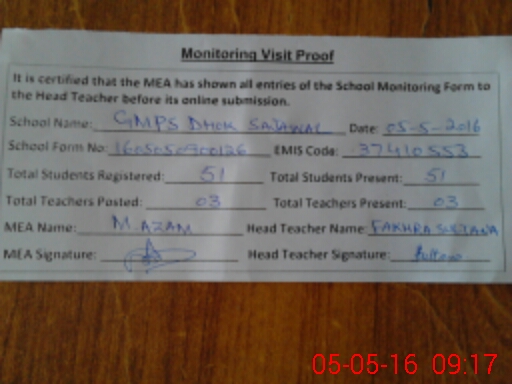 Monitoring Visit Proof
It is certified that the MEA has shown all entries of the School Monitoring Form to
the Head Teacher before its online submission.
School Name: GMPS DHOK SAJAWAL Date: 05-5-2016
School Form No: 1605050900126 EMIS Code: 37410553
Total Students Registered: 51 Total Students Present: 51
Total Teachers Posted: 03 Total Teachers Present: 03
MEA Name: M.AZAM Head Teacher Name: FAKHRA SULTANA
MEA Signature: Head Teacher Signature:
05-05-16 09:17